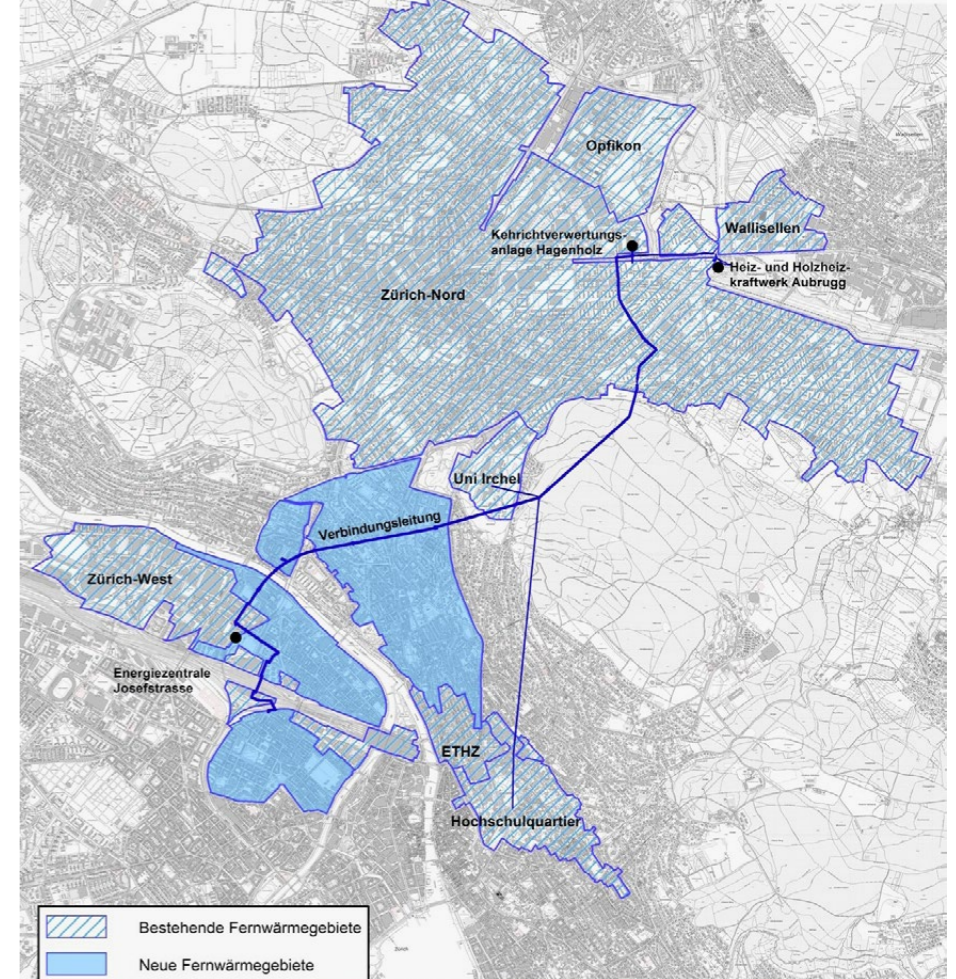 Opfikon
Wallisellen
Kehrichtverwertungs-
anlage Hagenholz
Heiz- und Holzheiz-
kraftwerk Aubrugg
Zürich-Nord
Uni Irchel
Verbindungsleitung
Zürich-West
Energiezentrale
Josefstrasse
ETHZ
Hochschulquartier
Bestehende Fernwärmegebiete
Neue Fernwärmegebiete